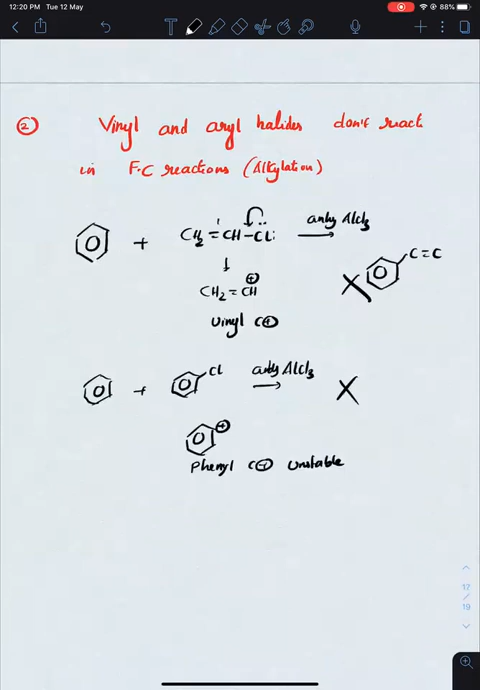 12:20 PM Tue 12 May
88%
② Vinyl and aryl halides don't react
in F.C reactions (Alkylation)
+ CH2=CH-Cl: anhy AlCl3
C=C
CH2=CH ⊕
vinyl C⊕
+ Cl anhy AlCl3 X
⊕
Phenyl C⊕ unstable
17
/
19